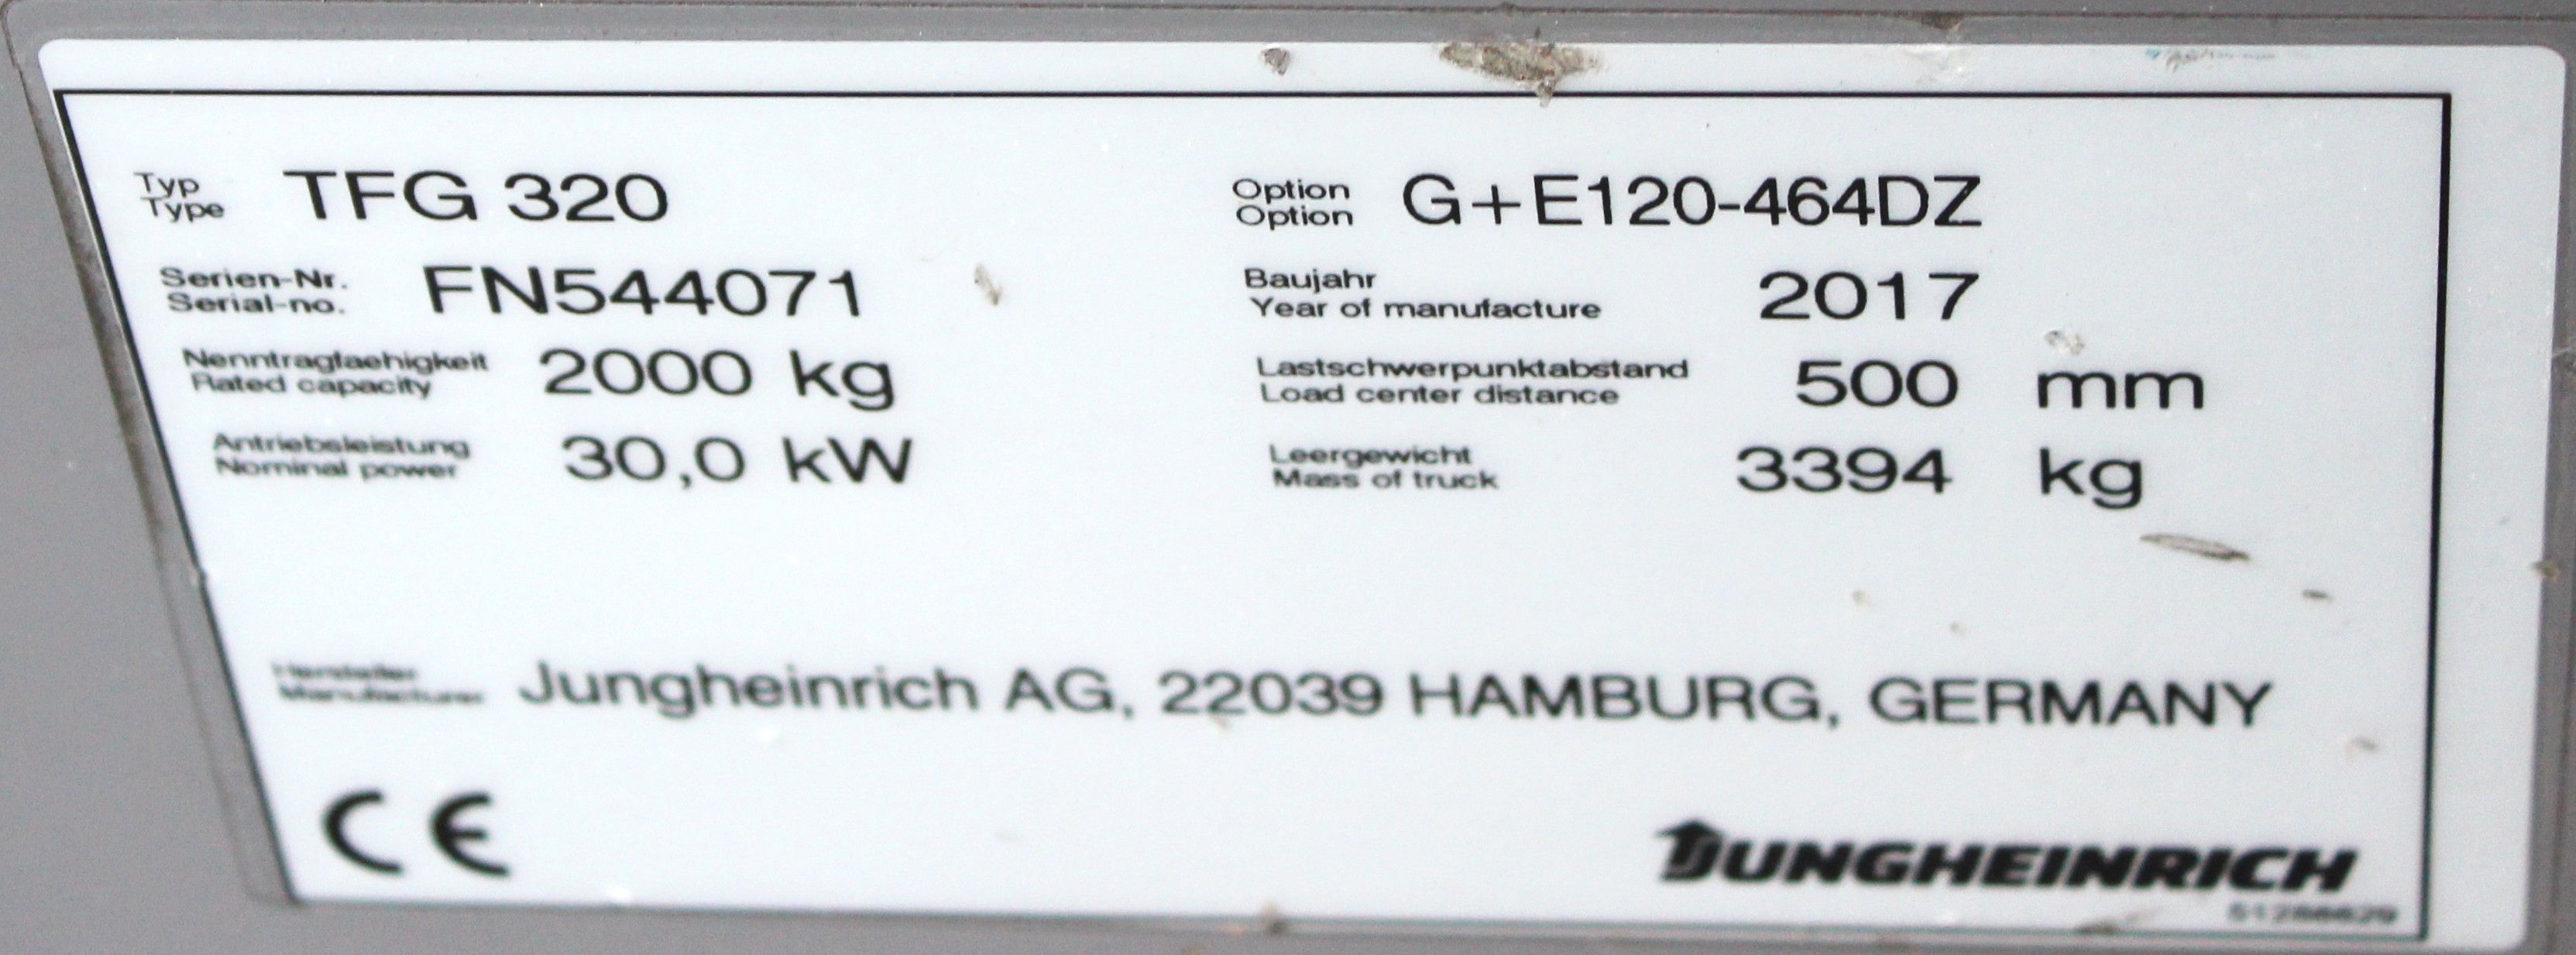 Typ TFG 320 Option G+E120-464DZ
Type Option
Serien-Nr. FN544071 Baujahr 2017
Serial-no. Year of manufacture
Nenntragfaehigkeit 2000 kg Lastschwerpunktabstand 500 mm
Rated capacity Load center distance
Antriebsleistung 30,0 kW Leergewicht 3394 kg
Nominal power Mass of truck
Hersteller Jungheinrich AG, 22039 HAMBURG, GERMANY
Manufacturer
CE
JUNGHEINRICH